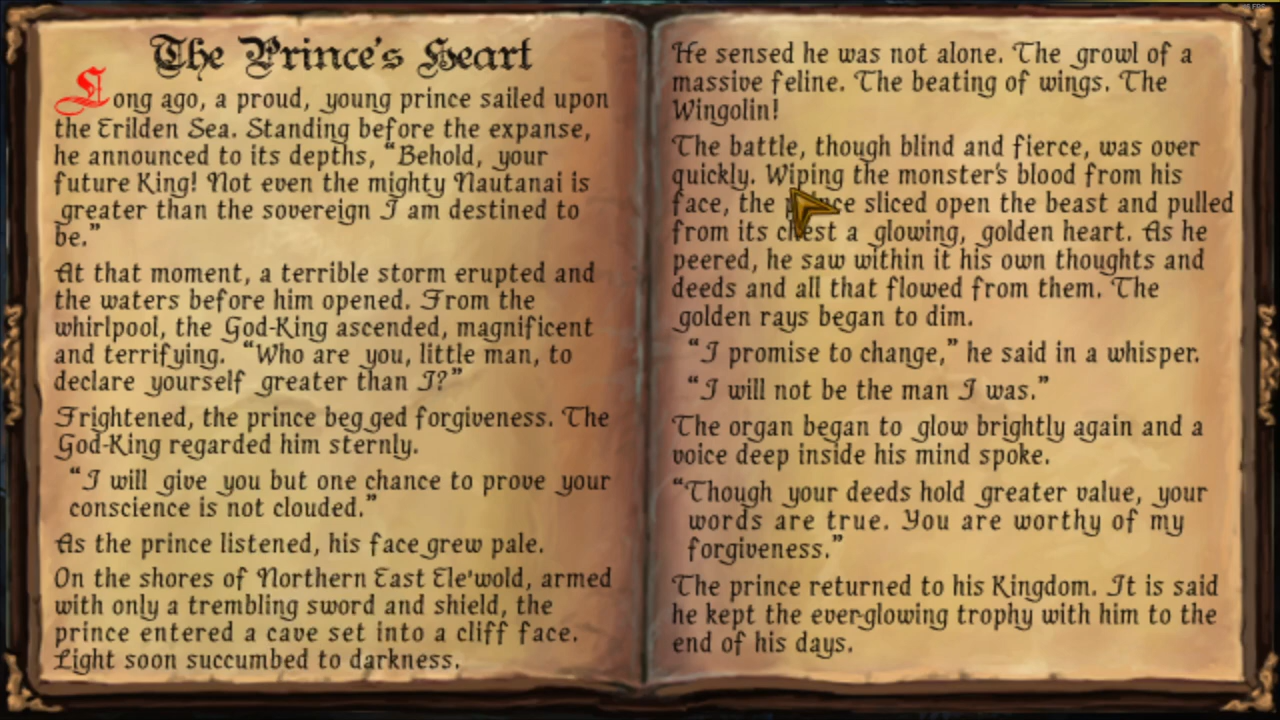 The Prince's Heart
Long ago, a proud, young prince sailed upon
the Erilden Sea. Standing before the expanse,
he announced to its depths, “Behold, your
future King! Not even the mighty Nautanai is
greater than the sovereign I am destined to
be.”
At that moment, a terrible storm erupted and
the waters before him opened. From the
whirlpool, the God-King ascended, magnificent
and terrifying. “Who are you, little man, to
declare yourself greater than I?”
Frightened, the prince begged forgiveness. The
God-King regarded him sternly.
“I will give you but one chance to prove your
conscience is not clouded.”
As the prince listened, his face grew pale.
On the shores of Northern East Ele'wold, armed
with only a trembling sword and shield, the
prince entered a cave set into a cliff face.
Light soon succumbed to darkness.
He sensed he was not alone. The growl of a
massive feline. The beating of wings. The
Wingolin!
The battle, though blind and fierce, was over
quickly. Wiping the monster's blood from his
face, the prince sliced open the beast and pulled
from its chest a glowing, golden heart. As he
peered, he saw within it his own thoughts and
deeds and all that flowed from them. The
golden rays began to dim.
“I promise to change,” he said in a whisper.
“I will not be the man I was.”
The organ began to glow brightly again and a
voice deep inside his mind spoke.
“Though your deeds hold greater value, your
words are true. You are worthy of my
forgiveness.”
The prince returned to his Kingdom. It is said
he kept the ever-glowing trophy with him to the
end of his days.